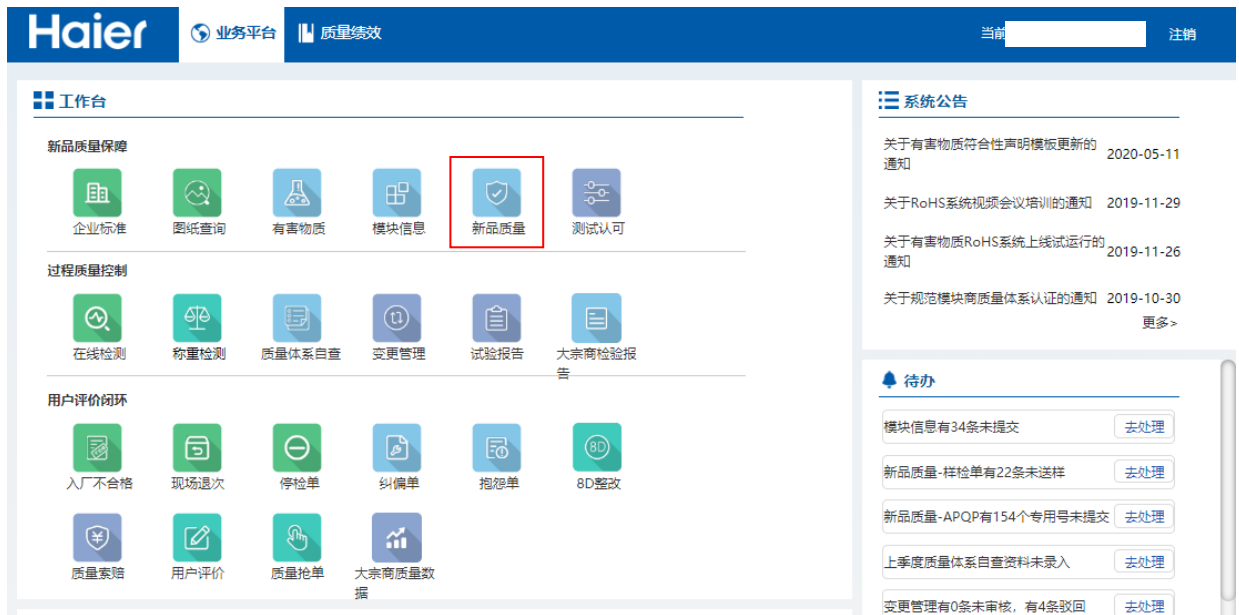 Haier
业务平台
质量绩效
当前
注销
工作台
新品质量保障
企业标准
图纸查询
有害物质
模块信息
新品质量
测试认可
过程质量控制
在线检测
称重检测
质量体系自查
变更管理
试验报告
大宗商检验报
告
用户评价闭环
入厂不合格
现场退次
停检单
纠偏单
抱怨单
8D
8D整改
质量索赔
用户评价
质量抢单
大宗商质量数
据
系统公告
关于有害物质符合性声明模板更新的
通知
2020-05-11
关于RoHS系统视频会议培训的通知 2019-11-29
关于有害物质RoHS系统上线试运行的
通知
2019-11-26
关于规范模块商质量体系认证的通知 2019-10-30
更多>
待办
模块信息有34条未提交 去处理
新品质量-样检单有22条未送样 去处理
新品质量-APQP有154个专用号未提交 去处理
上季度质量体系自查资料未录入 去处理
变更管理有0条未审核，有4条驳回 去处理